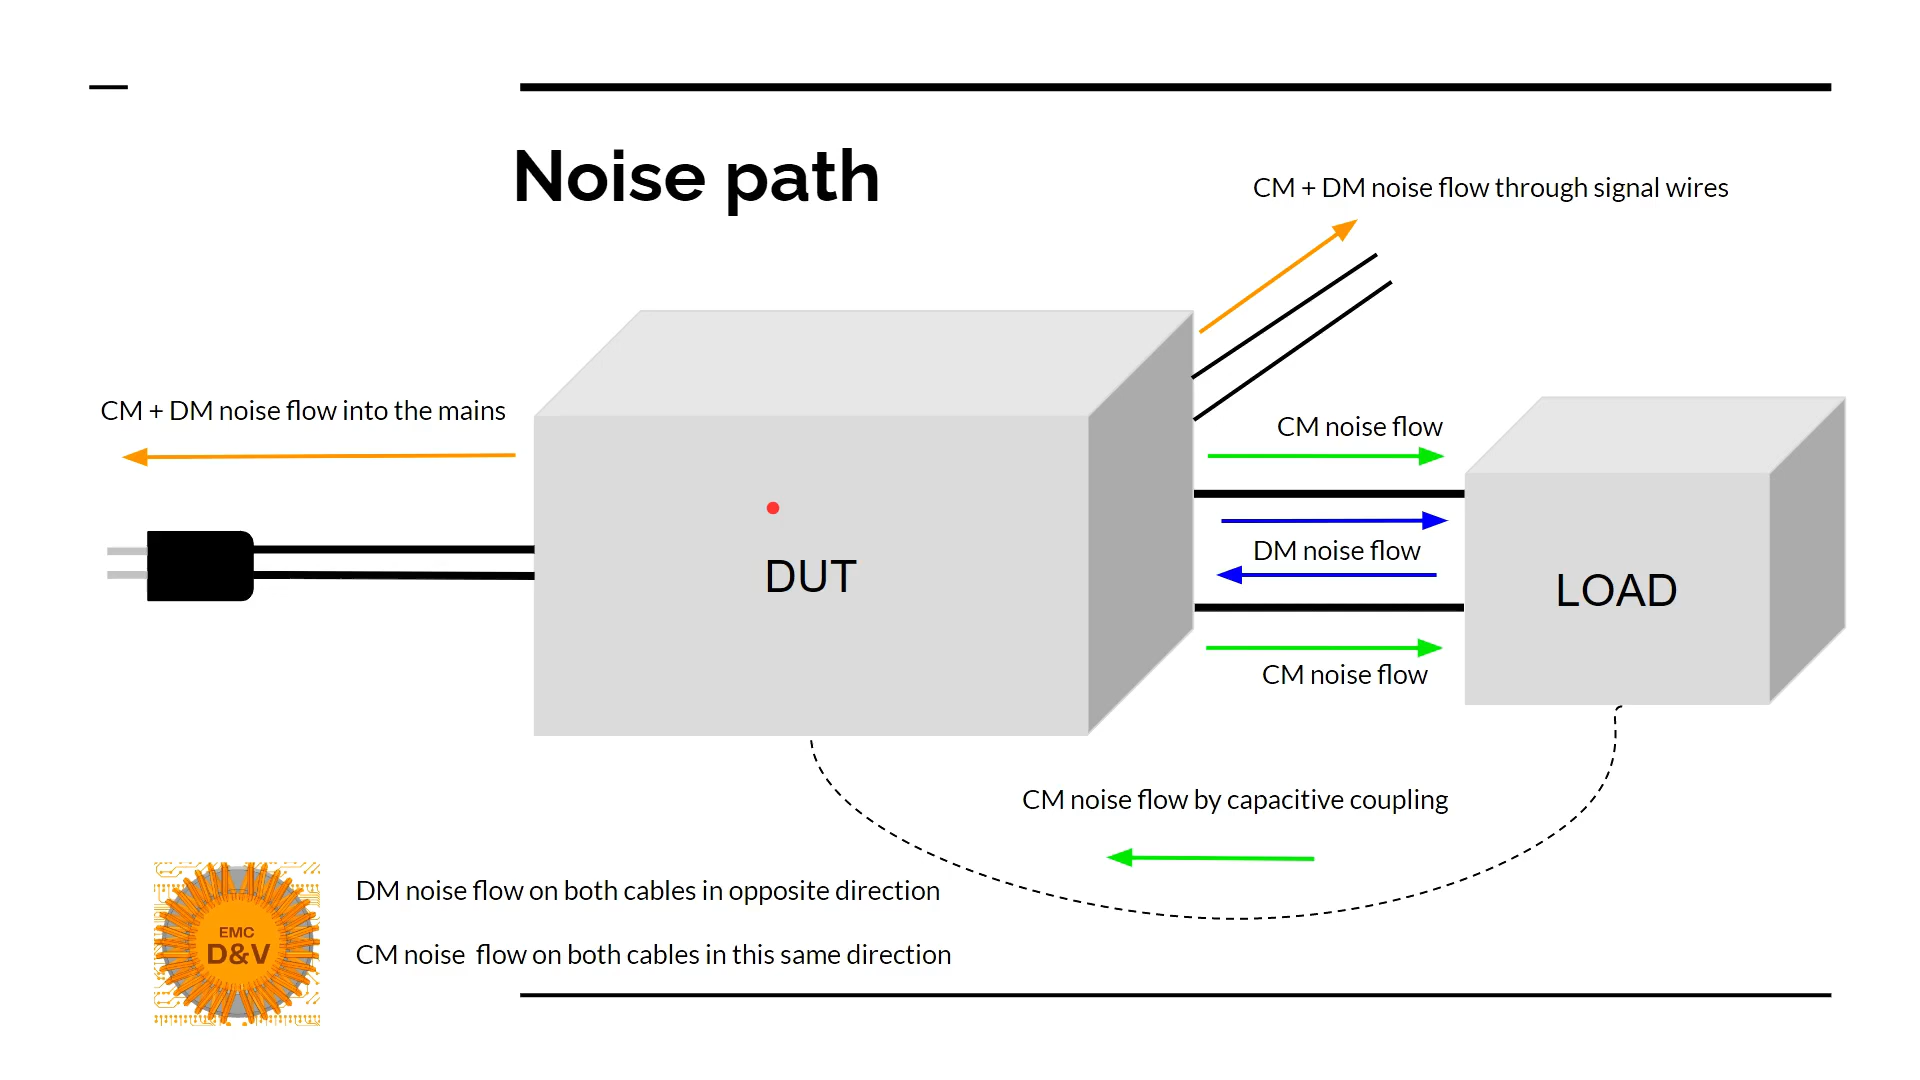 Noise path
CM + DM noise flow through signal wires
CM + DM noise flow into the mains
CM noise flow
DM noise flow
DUT
LOAD
CM noise flow
CM noise flow by capacitive coupling
DM noise flow on both cables in opposite direction
EMC
D&V
CM noise  flow on both cables in this same direction